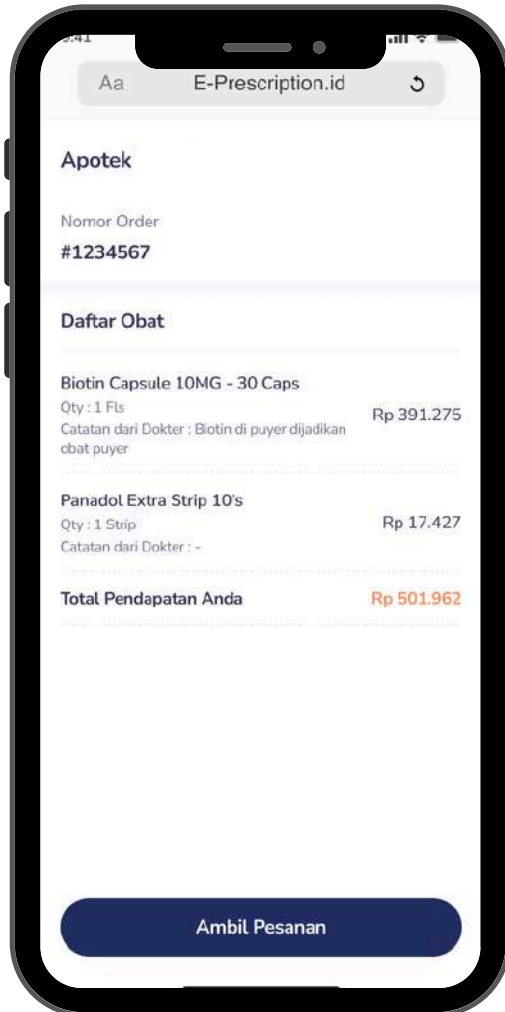 Aa E-Prescription.id
Apotek
Nomor Order
#1234567
Daftar Obat
Biotin Capsule 10MG - 30 Caps
Qty : 1 Fls
Rp 391.275
Catatan dari Dokter : Biotin di puyer dijadikan
obat puyer
Panadol Extra Strip 10's
Qty : 1 Strip
Rp 17.427
Catatan dari Dokter : -
Total Pendapatan Anda Rp 501.962
Ambil Pesanan